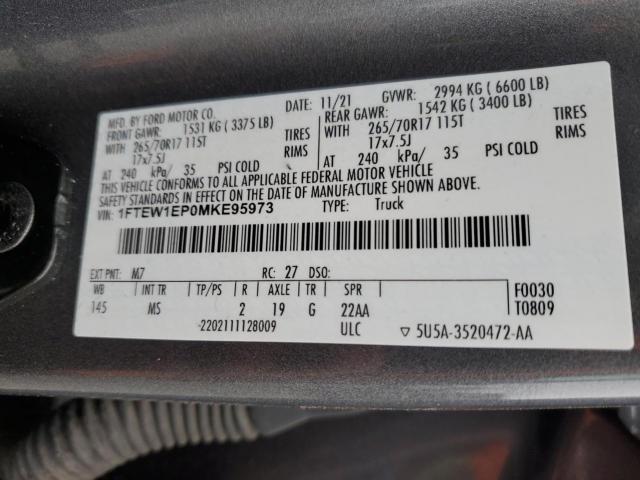 MFD. BY FORD MOTOR CO.
DATE: 11/21 GVWR: 2994 KG ( 6600 LB)
FRONT GAWR: 1531 KG ( 3375 LB)
REAR GAWR: 1542 KG ( 3400 LB)
WITH 265/70R17 115T TIRES
WITH 265/70R17 115T TIRES
17x7.5J RIMS
17x7.5J RIMS
AT 240 kPa/ 35 PSI COLD
AT 240 kPa/ 35 PSI COLD
THIS VEHICLE CONFORMS TO ALL APPLICABLE FEDERAL MOTOR VEHICLE
SAFETY STANDARDS IN EFFECT ON THE DATE OF MANUFACTURE SHOWN ABOVE.
VIN: 1FTEW1EP0MKE95973 TYPE: Truck
EXT PNT: M7 RC: 27 DSO:
WB INT TR TP/PS R AXLE TR SPR
F0030
145 MS 2 19 G 22AA
T0809
-2202111128009 ULC ▽ 5U5A-3520472-AA